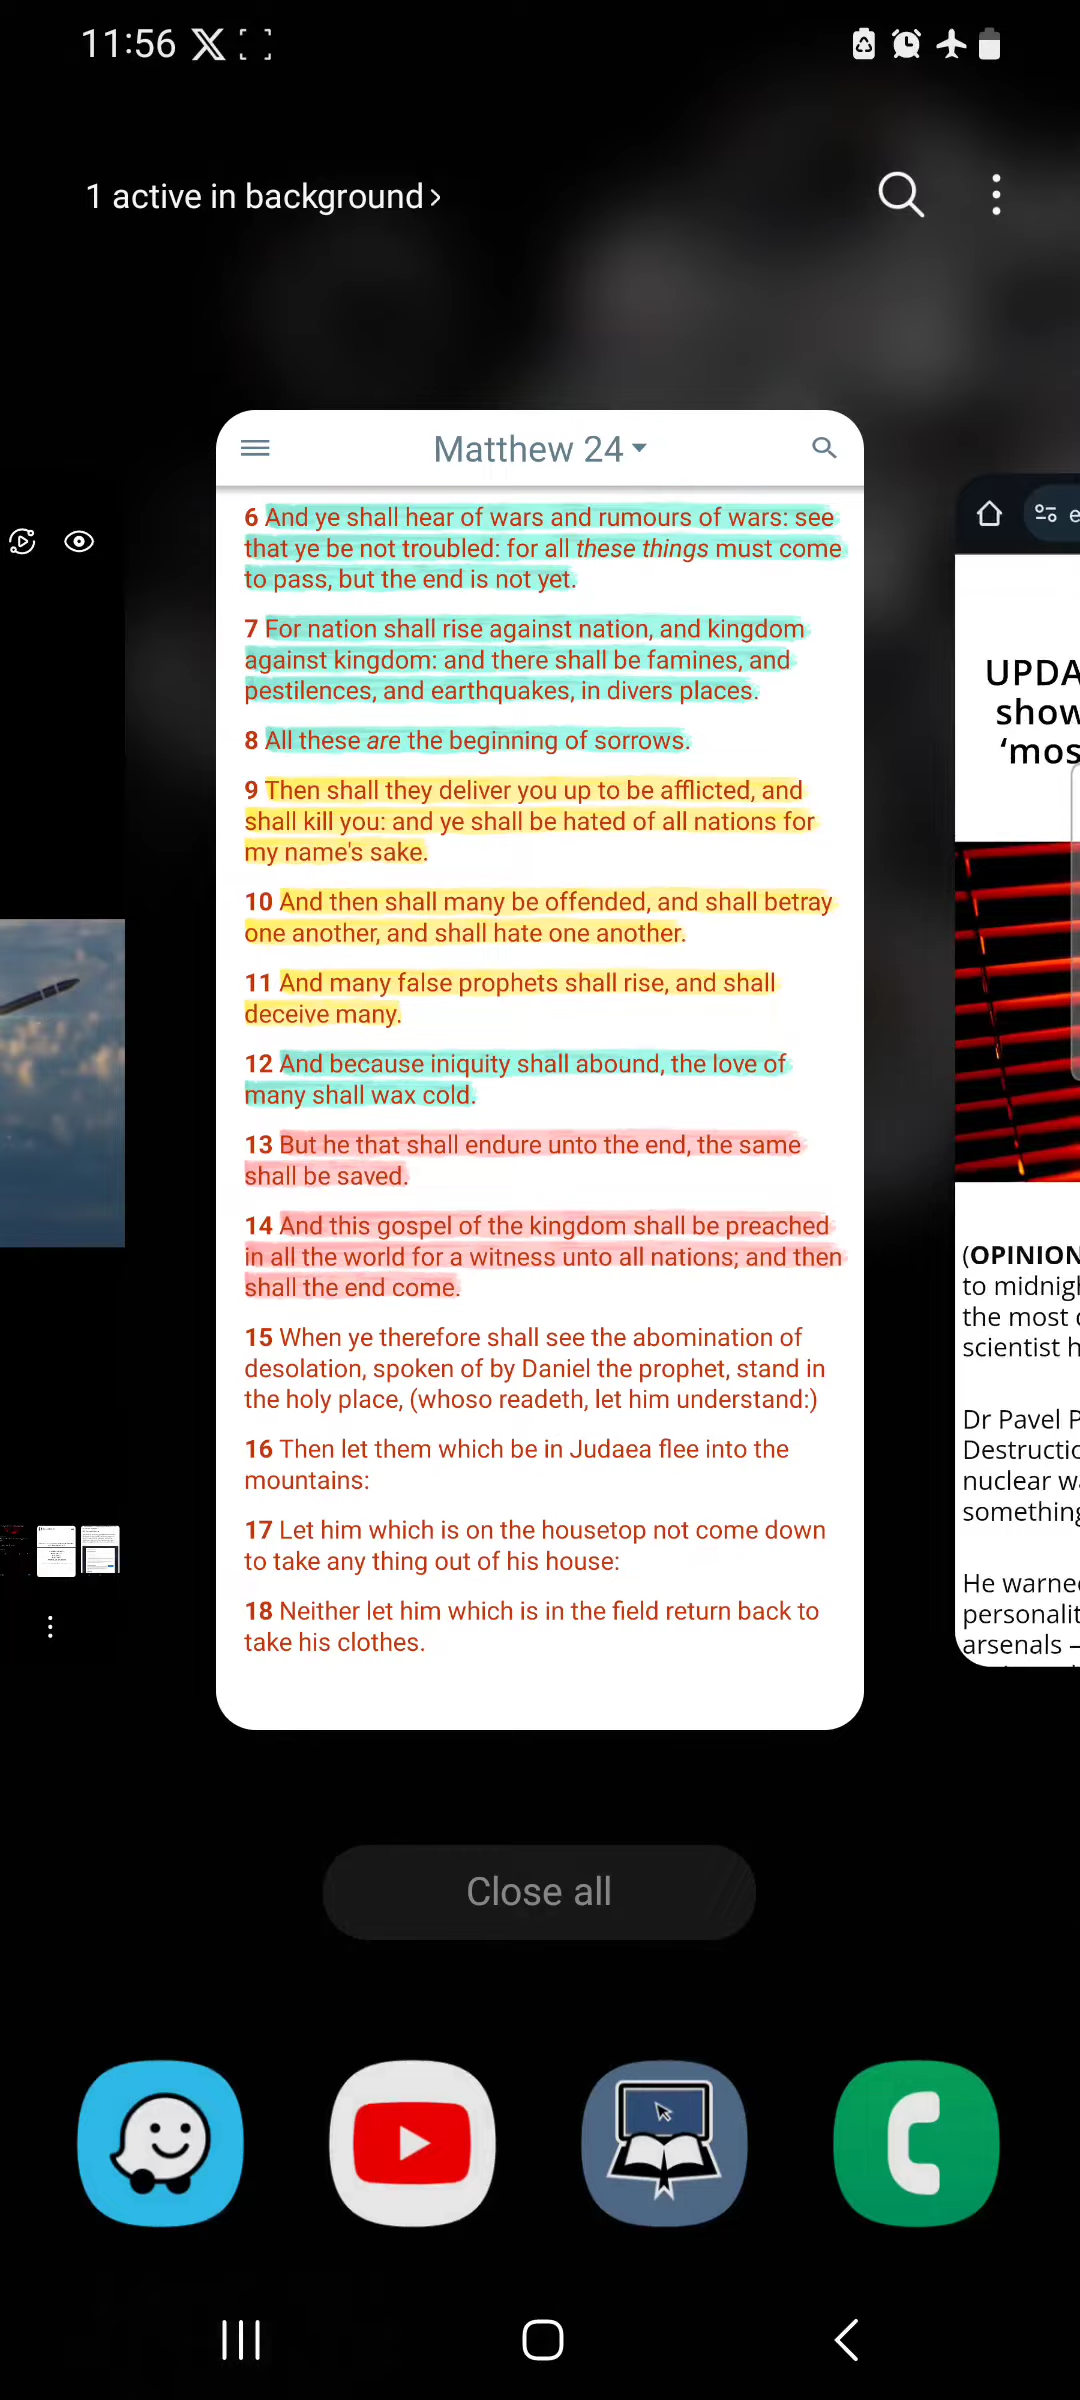 11:56
1 active in background
Matthew 24
6 And ye shall hear of wars and rumours of wars: see
that ye be not troubled: for all these things must come
to pass, but the end is not yet.
7 For nation shall rise against nation, and kingdom
against kingdom: and there shall be famines, and
pestilences, and earthquakes, in divers places.
8 All these are the beginning of sorrows.
9 Then shall they deliver you up to be afflicted, and
shall kill you: and ye shall be hated of all nations for
my name's sake.
10 And then shall many be offended, and shall betray
one another, and shall hate one another.
11 And many false prophets shall rise, and shall
deceive many.
12 And because iniquity shall abound, the love of
many shall wax cold.
13 But he that shall endure unto the end, the same
shall be saved.
14 And this gospel of the kingdom shall be preached
in all the world for a witness unto all nations; and then
shall the end come.
15 When ye therefore shall see the abomination of
desolation, spoken of by Daniel the prophet, stand in
the holy place, (whoso readeth, let him understand:)
16 Then let them which be in Judaea flee into the
mountains:
17 Let him which is on the housetop not come down
to take any thing out of his house:
18 Neither let him which is in the field return back to
take his clothes.
e
UPDA
show
‘mos
(OPINION
to midnigh
the most
scientist h
Dr Pavel P
Destructio
nuclear wa
something
He warned
personalit
arsenals –
Close all